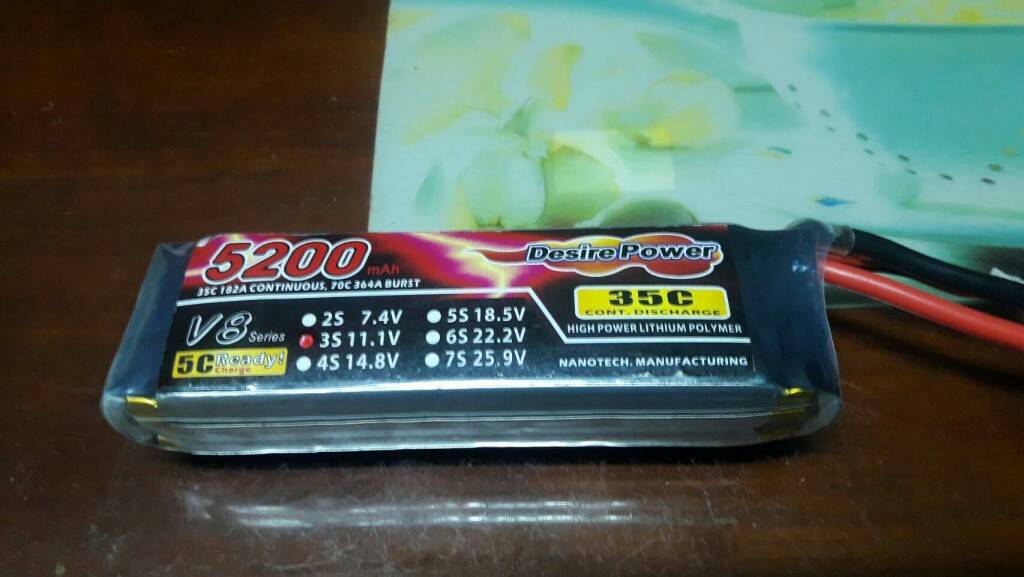 5200 mAh
Desire Power
35C 182A CONTINUOUS, 70C 364A BURST
35C
CONT. DISCHARGE
HIGH POWER LITHIUM POLYMER
NANOTECH. MANUFACTURING
V8 Series
5C Ready!
Charge
2S 7.4V
3S 11.1V
4S 14.8V
5S 18.5V
6S 22.2V
7S 25.9V